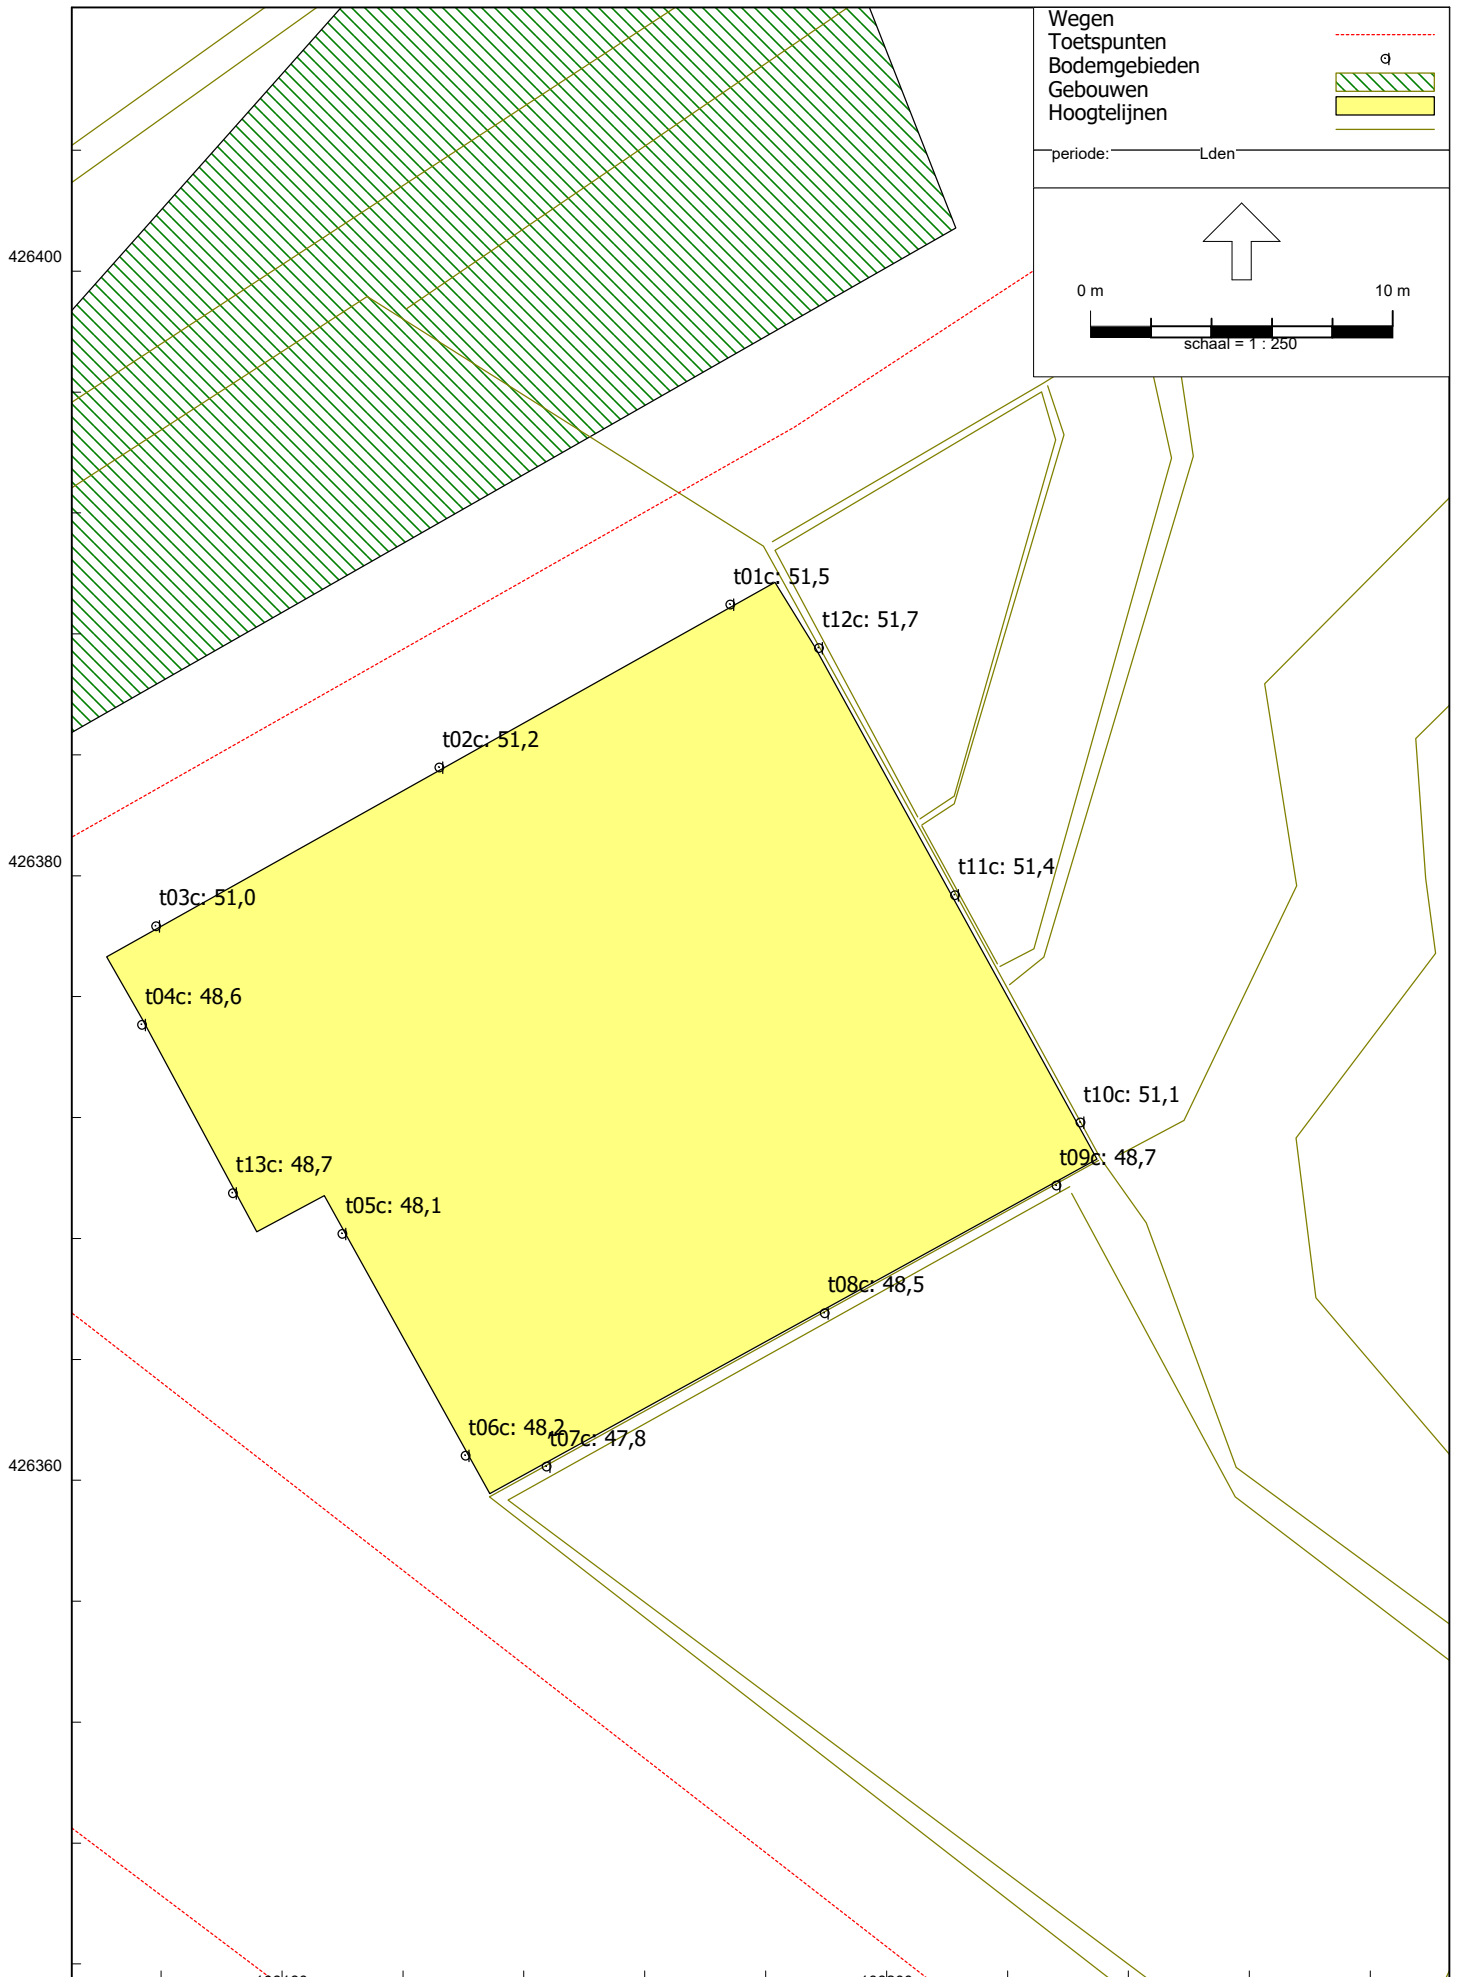 Wegen
Toetspunten
Bodemgebieden
Gebouwen
Hoogtelijnen
periode: Lden
0 m 10 m
schaal = 1 : 250
426400
t01c: 51,5
t12c: 51,7
t02c: 51,2
426380
t11c: 51,4
t03c: 51,0
t04c: 48,6
t10c: 51,1
t09c: 48,7
t13c: 48,7
t05c: 48,1
t08c: 48,5
t06c: 48,2
t07c: 47,8
426360